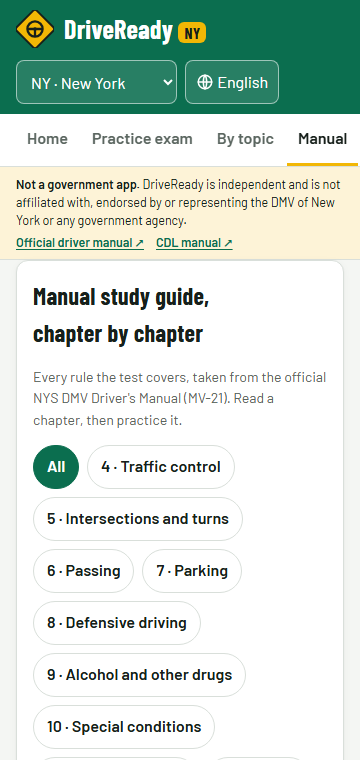 DriveReady NY
NY · New York
English
Home Practice exam By topic Manual
Not a government app. DriveReady is independent and is not
affiliated with, endorsed by or representing the DMV of New
York or any government agency.
Official driver manual ↗ CDL manual ↗
Manual study guide,
chapter by chapter
Every rule the test covers, taken from the official
NYS DMV Driver's Manual (MV-21). Read a
chapter, then practice it.
All 4 · Traffic control
5 · Intersections and turns
6 · Passing 7 · Parking
8 · Defensive driving
9 · Alcohol and other drugs
10 · Special conditions